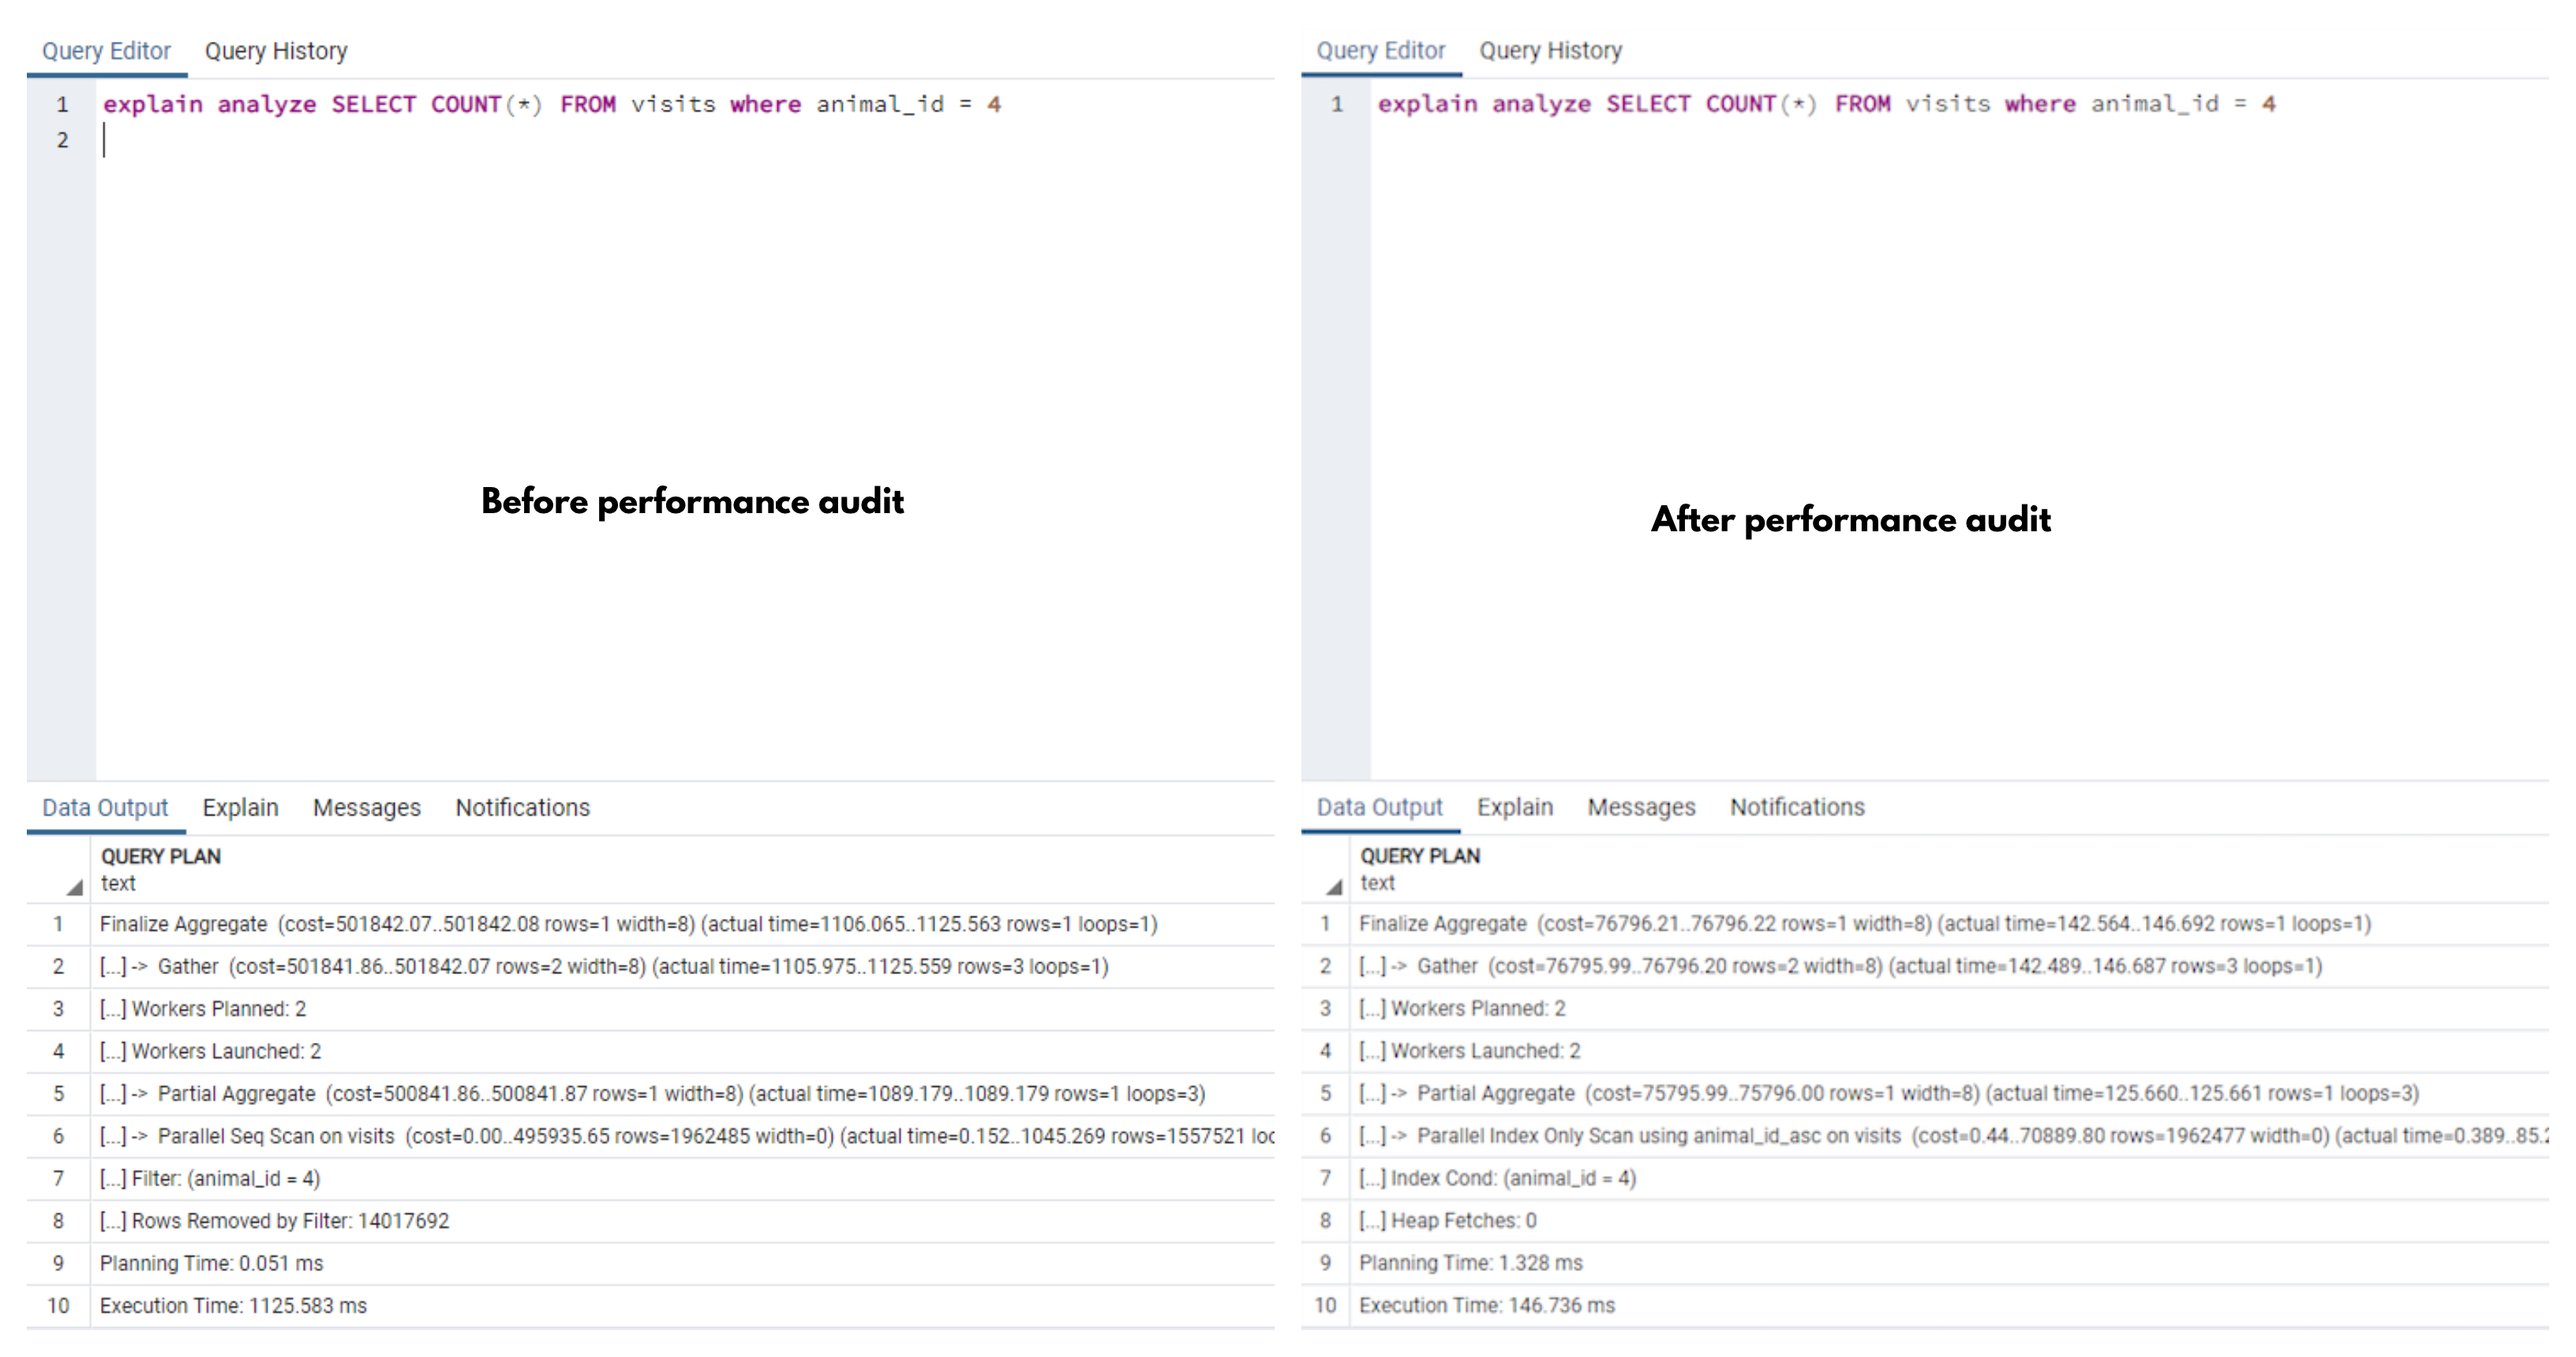 Query Editor Query History
1 explain analyze SELECT COUNT(*) FROM visits where animal_id = 4
2
Before performance audit
Data Output Explain Messages Notifications
QUERY PLAN
text
1 Finalize Aggregate (cost=501842.07..501842.08 rows=1 width=8) (actual time=1106.065..1125.563 rows=1 loops=1)
2 [...] -> Gather (cost=501841.86..501842.07 rows=2 width=8) (actual time=1105.975..1125.559 rows=3 loops=1)
3 [...] Workers Planned: 2
4 [...] Workers Launched: 2
5 [...] -> Partial Aggregate (cost=500841.86..500841.87 rows=1 width=8) (actual time=1089.179..1089.179 rows=1 loops=3)
6 [...] -> Parallel Seq Scan on visits (cost=0.00..495935.65 rows=1962485 width=0) (actual time=0.152..1045.269 rows=1557521 loo
7 [...] Filter: (animal_id = 4)
8 [...] Rows Removed by Filter: 14017692
9 Planning Time: 0.051 ms
10 Execution Time: 1125.583 ms
Query Editor Query History
1 explain analyze SELECT COUNT(*) FROM visits where animal_id = 4
After performance audit
Data Output Explain Messages Notifications
QUERY PLAN
text
1 Finalize Aggregate (cost=76796.21..76796.22 rows=1 width=8) (actual time=142.564..146.692 rows=1 loops=1)
2 [...] -> Gather (cost=76795.99..76796.20 rows=2 width=8) (actual time=142.489..146.687 rows=3 loops=1)
3 [...] Workers Planned: 2
4 [...] Workers Launched: 2
5 [...] -> Partial Aggregate (cost=75795.99..75796.00 rows=1 width=8) (actual time=125.660..125.661 rows=1 loops=3)
6 [...] -> Parallel Index Only Scan using animal_id_asc on visits (cost=0.44..70889.80 rows=1962477 width=0) (actual time=0.389..85.2
7 [...] Index Cond: (animal_id = 4)
8 [...] Heap Fetches: 0
9 Planning Time: 1.328 ms
10 Execution Time: 146.736 ms